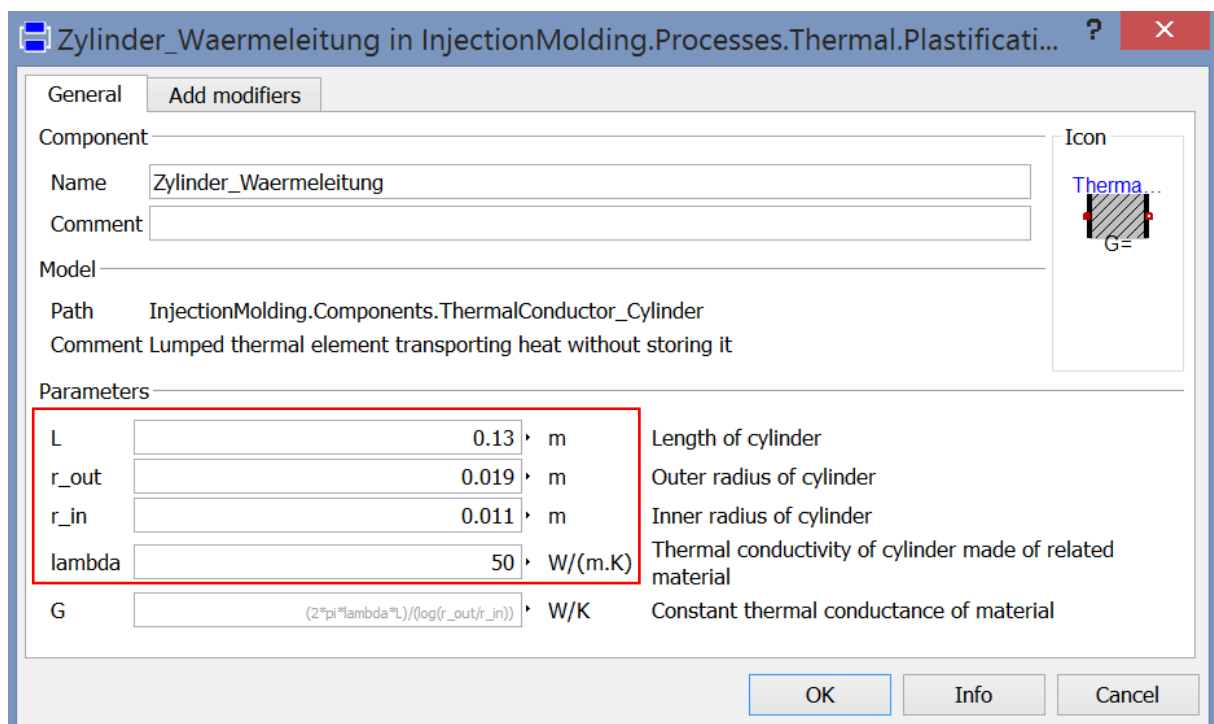 Zylinder_Waermeleitung in InjectionMolding.Processes.Thermal.Plastificati... ? X
General Add modifiers
Component Icon
Name Zylinder_Waermeleitung
Therma...
Comment
G=
Model
Path InjectionMolding.Components.ThermalConductor_Cylinder
Comment Lumped thermal element transporting heat without storing it
Parameters
L 0.13 m Length of cylinder
r_out 0.019 m Outer radius of cylinder
r_in 0.011 m Inner radius of cylinder
lambda 50 W/(m.K) Thermal conductivity of cylinder made of related
material
G (2*pi*lambda*L)/(log(r_out/r_in)) W/K Constant thermal conductance of material
OK Info Cancel